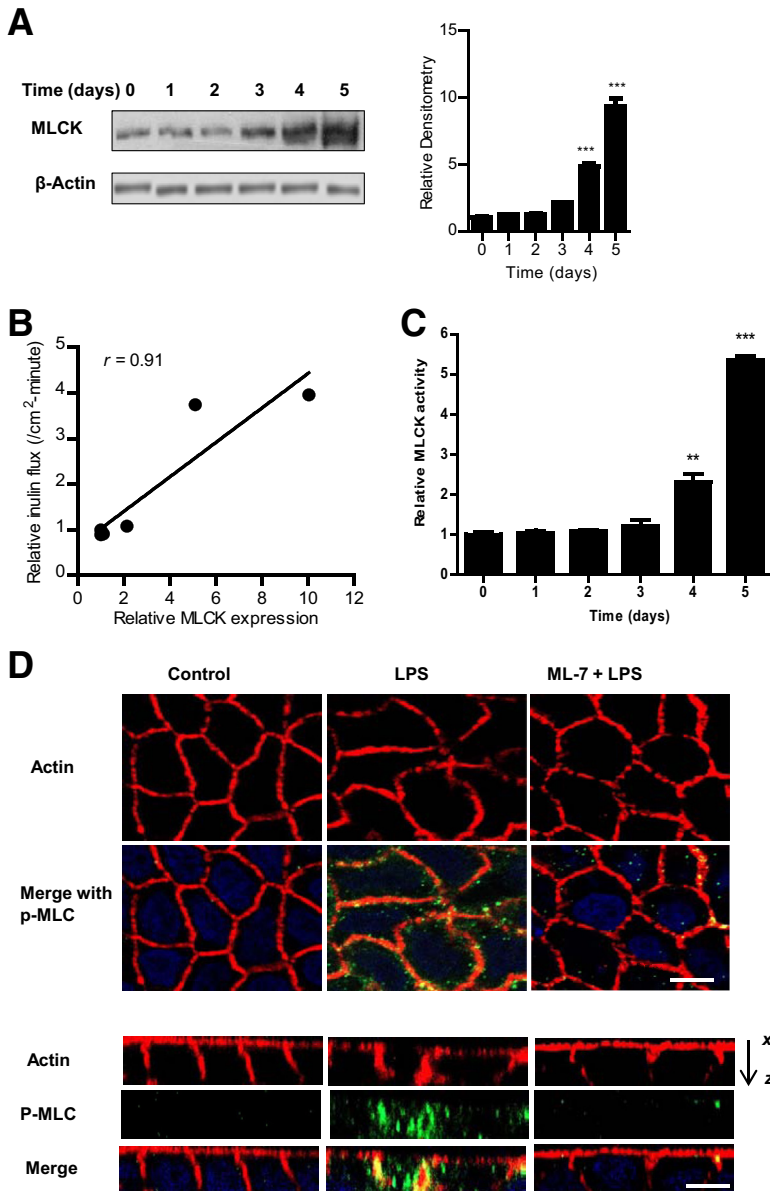 A
Time (days) 0 1 2 3 4 5
MLCK
β-Actin
Relative Densitometry
15
10
5
0
***
***
0 1 2 3 4 5
Time (days)
B
Relative inulin flux (/cm²-minute)
5
4
3
2
1
0
r = 0.91
0 2 4 6 8 10 12
Relative MLCK expression
C
Relative MLCK activity
6
5
4
3
2
1
0
**
***
0 1 2 3 4 5
Time (days)
D
Control LPS ML-7 + LPS
Actin
Merge with
p-MLC
Actin
x
z
P-MLC
Merge